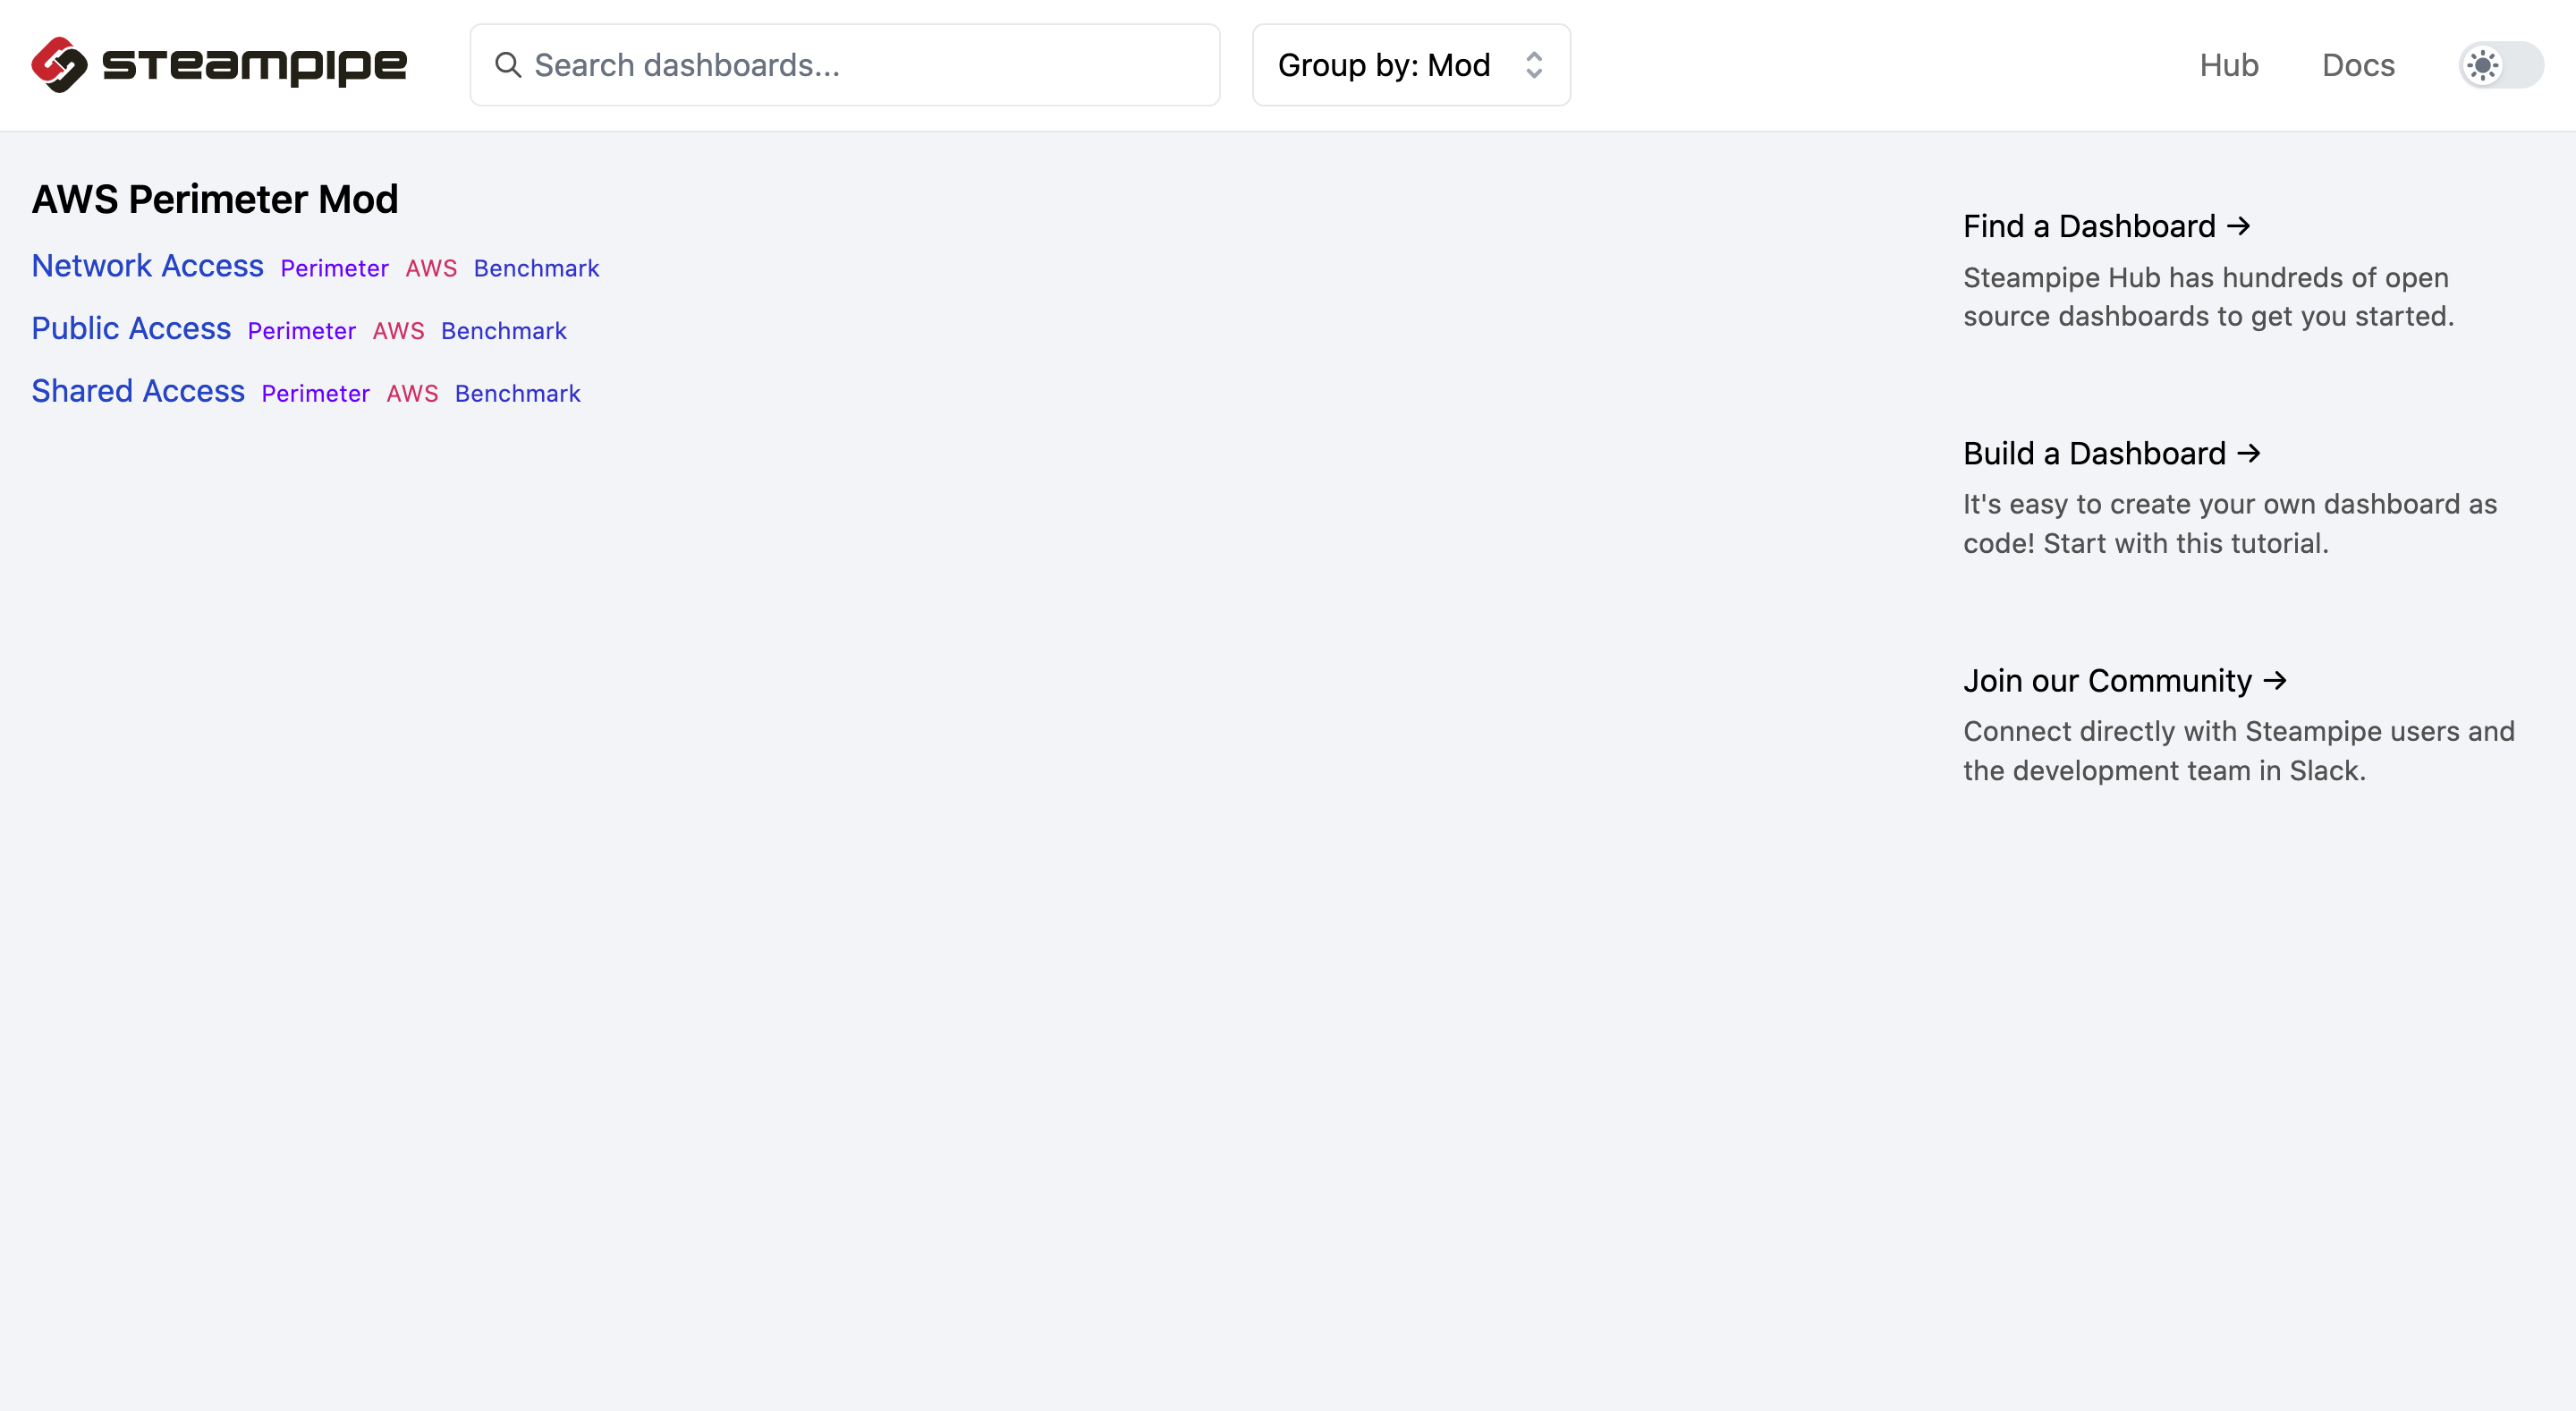 steampipe
Search dashboards...
Group by: Mod
Hub
Docs
AWS Perimeter Mod
Network Access Perimeter AWS Benchmark
Public Access Perimeter AWS Benchmark
Shared Access Perimeter AWS Benchmark
Find a Dashboard →
Steampipe Hub has hundreds of open
source dashboards to get you started.
Build a Dashboard →
It's easy to create your own dashboard as
code! Start with this tutorial.
Join our Community →
Connect directly with Steampipe users and
the development team in Slack.